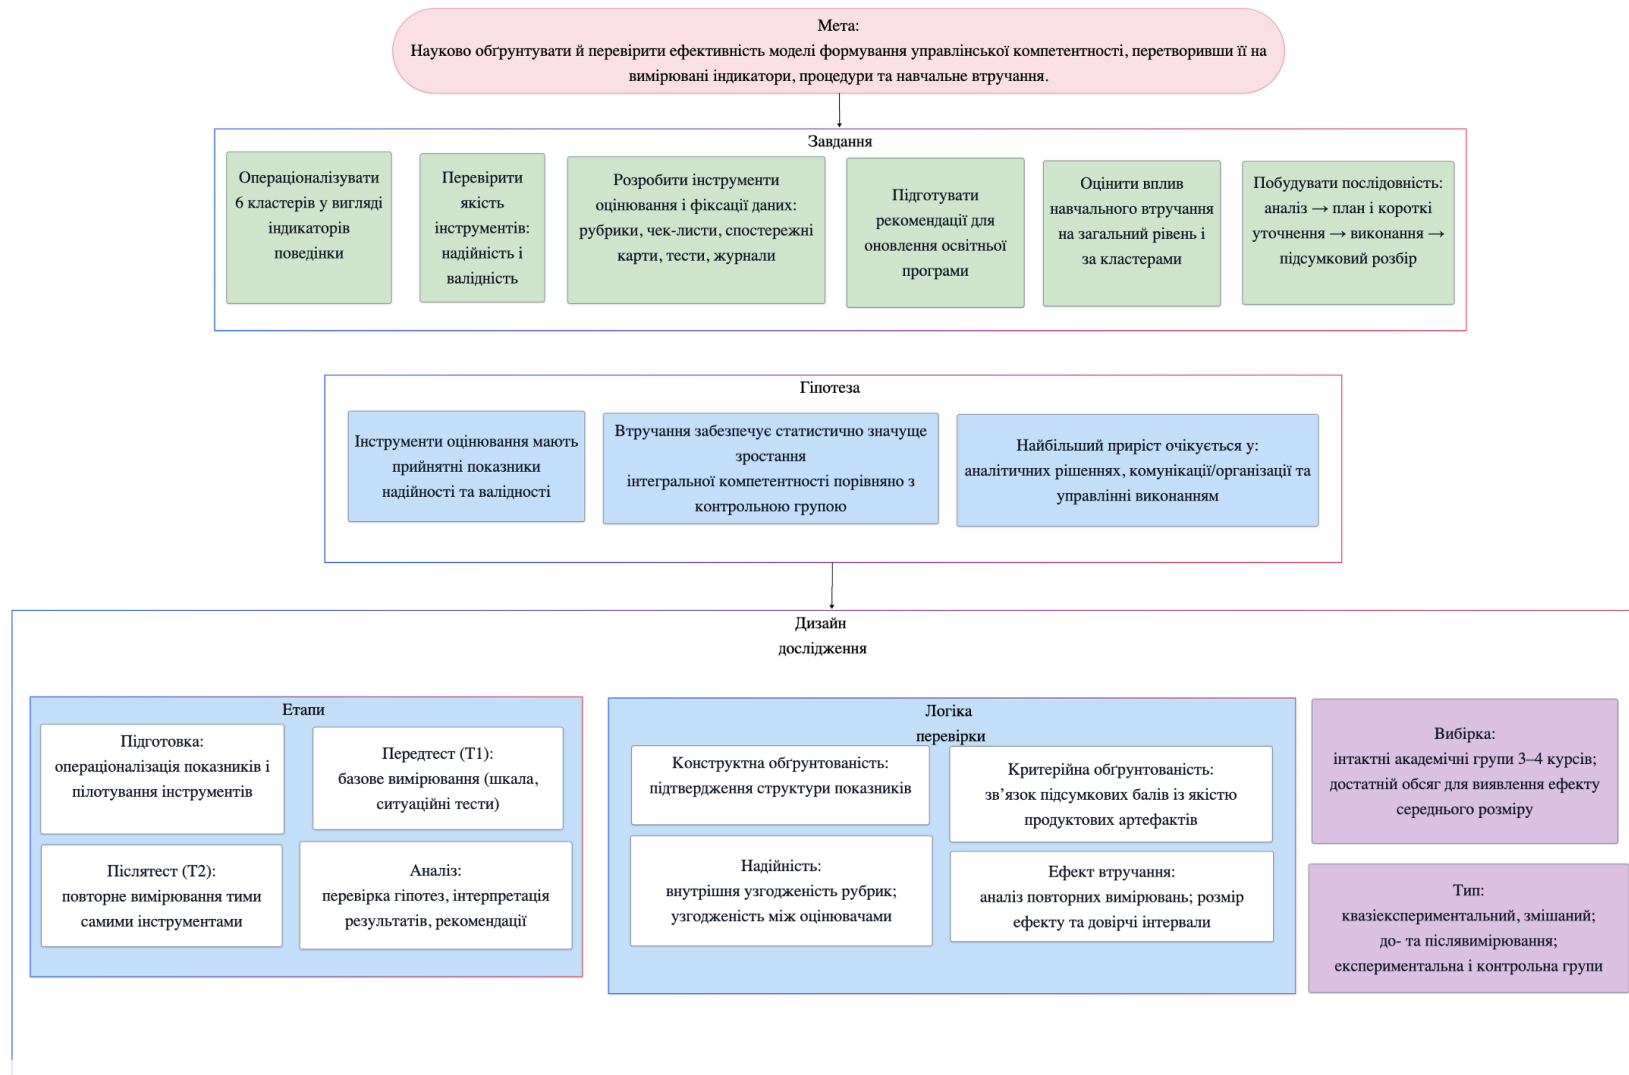 Мета:
Науково обґрунтувати й перевірити ефективність моделі формування управлінської компетентності, перетворивши її на
вимірювані індикатори, процедури та навчальне втручання.
Завдання
Операціоналізувати
6 кластерів у вигляді
індикаторів
поведінки
Перевірити
якість
інструментів:
надійність і
валідність
Розробити інструменти
оцінювання і фіксації даних:
рубрики, чек-листи, спостережні
карти, тести, журнали
Підготувати
рекомендації для
оновлення освітньої
програми
Оцінити вплив
навчального втручання
на загальний рівень і
за кластерами
Побудувати послідовність:
аналіз → план і короткі
уточнення → виконання →
підсумковий розбір
Гіпотеза
Інструменти оцінювання мають
прийнятні показники
надійності та валідності
Втручання забезпечує статистично значуще
зростання
інтегральної компетентності порівняно з
контрольною групою
Найбільший приріст очікується у:
аналітичних рішеннях, комунікації/організації та
управлінні виконанням
Дизайн
дослідження
Етапи
Підготовка:
операціоналізація показників і
пілотування інструментів
Передтест (Т1):
базове вимірювання (шкала,
ситуаційні тести)
Післятест (Т2):
повторне вимірювання тими
самими інструментами
Аналіз:
перевірка гіпотез, інтерпретація
результатів, рекомендації
Логіка
перевірки
Конструктна обґрунтованість:
підтвердження структури показників
Критерійна обґрунтованість:
зв’язок підсумкових балів із якістю
продуктових артефактів
Надійність:
внутрішня узгодженість рубрик;
узгодженість між оцінювачами
Ефект втручання:
аналіз повторних вимірювань; розмір
ефекту та довірчі інтервали
Вибірка:
інтактні академічні групи 3–4 курсів;
достатній обсяг для виявлення ефекту
середнього розміру
Тип:
квазіекспериментальний, змішаний;
до- та післявимірювання;
експериментальна і контрольна групи